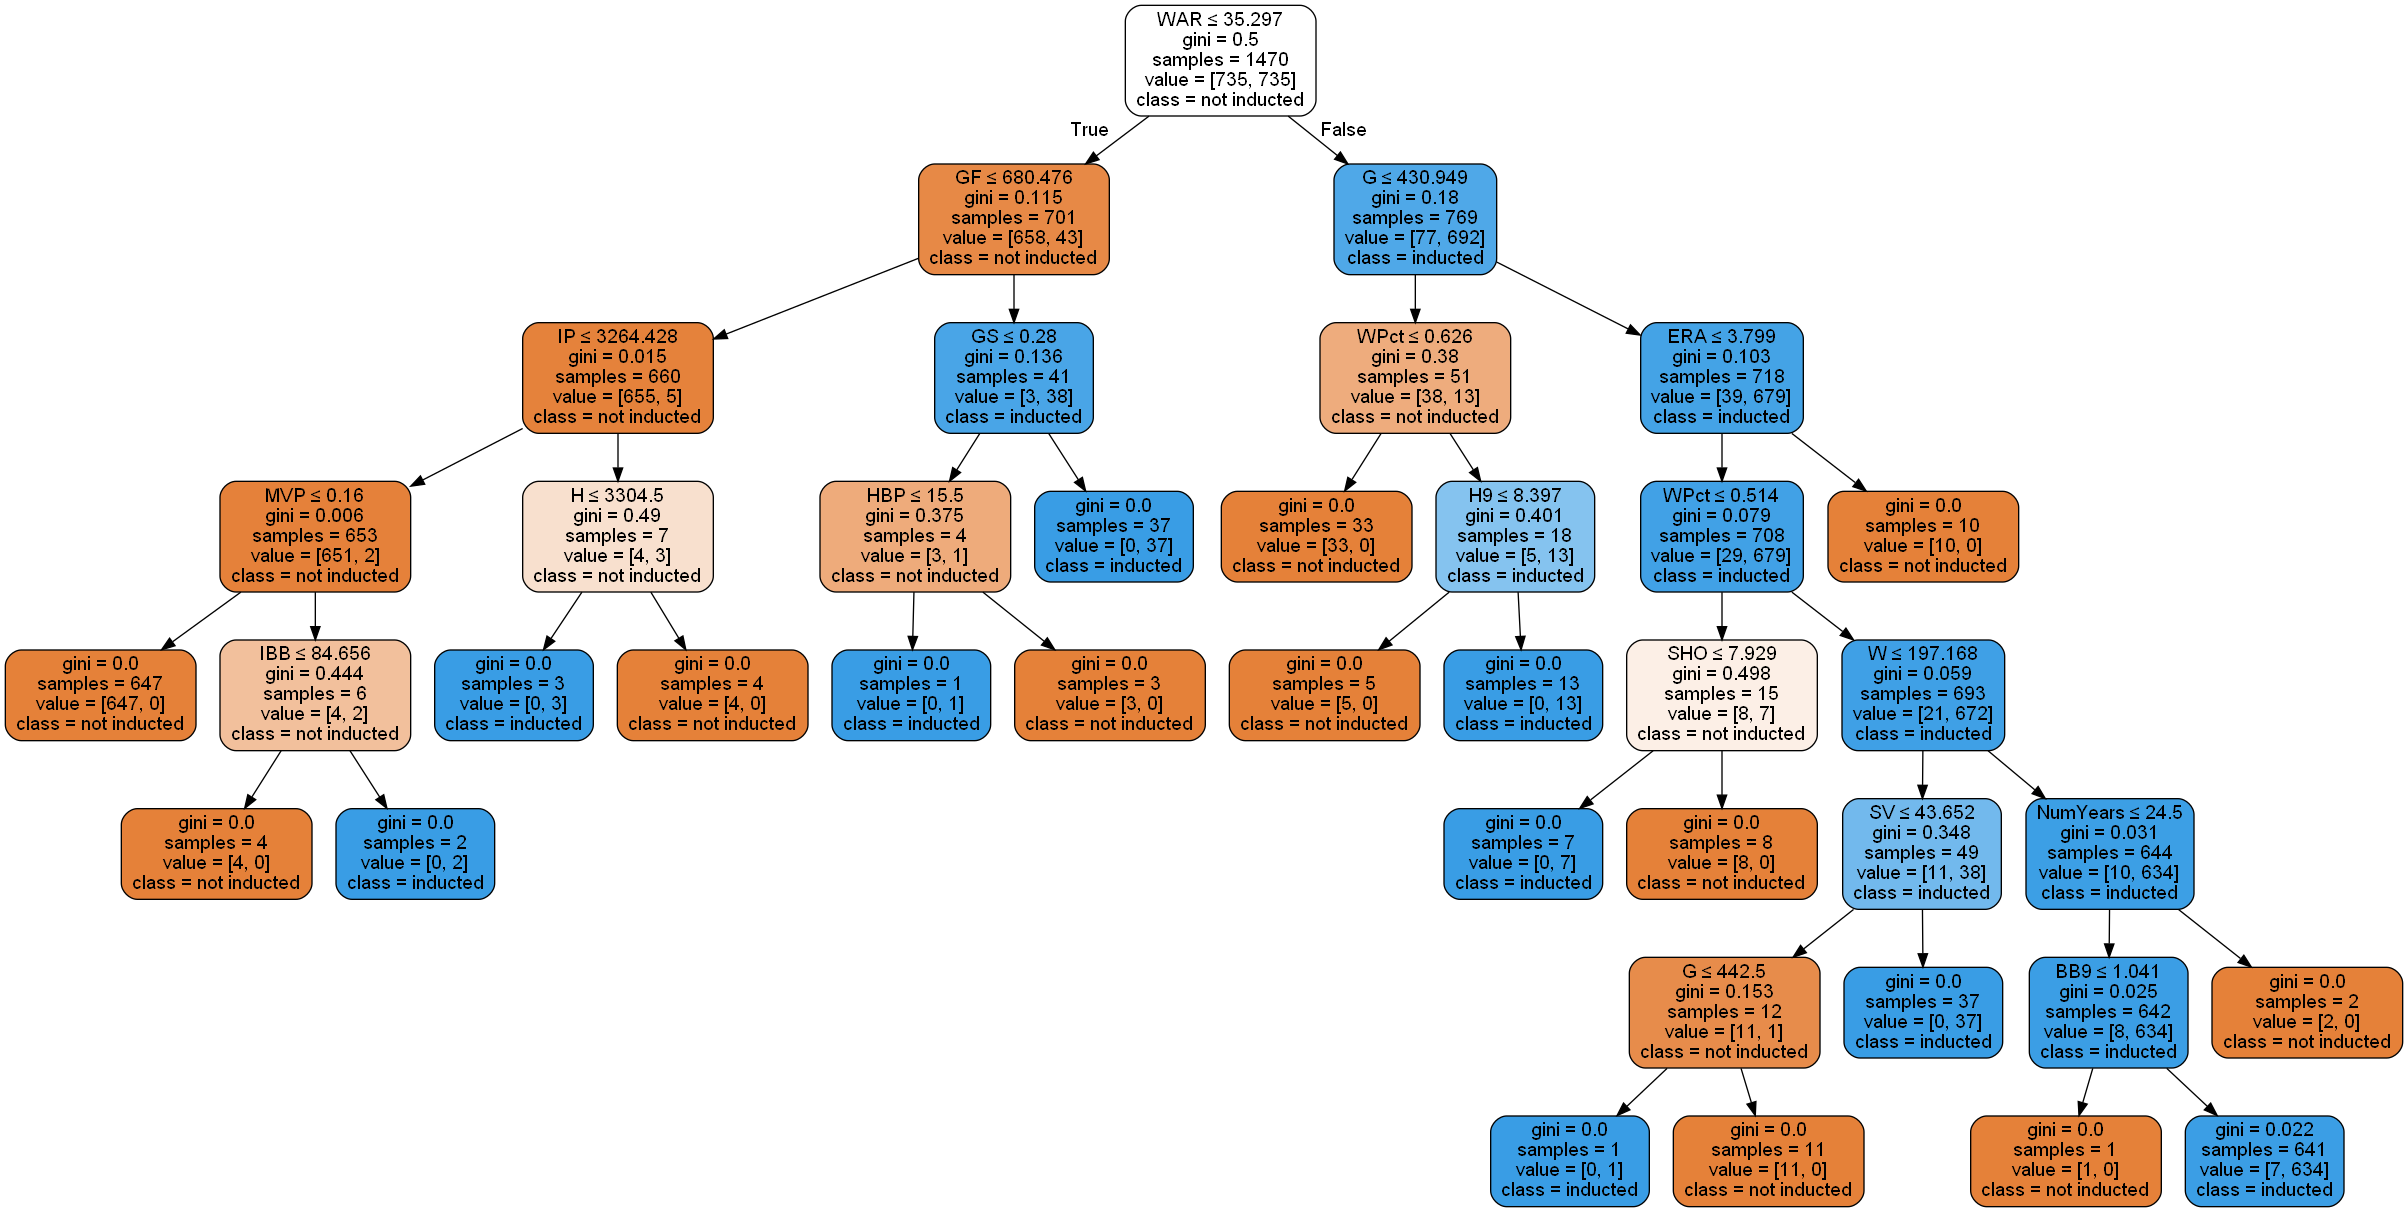 WAR ≤ 35.297
gini = 0.5
samples = 1470
value = [735, 735]
class = not inducted
True
False
GF ≤ 680.476
gini = 0.115
samples = 701
value = [658, 43]
class = not inducted
G ≤ 430.949
gini = 0.18
samples = 769
value = [77, 692]
class = inducted
IP ≤ 3264.428
gini = 0.015
samples = 660
value = [655, 5]
class = not inducted
GS ≤ 0.28
gini = 0.136
samples = 41
value = [3, 38]
class = inducted
WPct ≤ 0.626
gini = 0.38
samples = 51
value = [38, 13]
class = not inducted
ERA ≤ 3.799
gini = 0.103
samples = 718
value = [39, 679]
class = inducted
MVP ≤ 0.16
gini = 0.006
samples = 653
value = [651, 2]
class = not inducted
H ≤ 3304.5
gini = 0.49
samples = 7
value = [4, 3]
class = not inducted
HBP ≤ 15.5
gini = 0.375
samples = 4
value = [3, 1]
class = not inducted
gini = 0.0
samples = 37
value = [0, 37]
class = inducted
gini = 0.0
samples = 33
value = [33, 0]
class = not inducted
H9 ≤ 8.397
gini = 0.401
samples = 18
value = [5, 13]
class = inducted
WPct ≤ 0.514
gini = 0.079
samples = 708
value = [29, 679]
class = inducted
gini = 0.0
samples = 10
value = [10, 0]
class = not inducted
gini = 0.0
samples = 647
value = [647, 0]
class = not inducted
IBB ≤ 84.656
gini = 0.444
samples = 6
value = [4, 2]
class = not inducted
gini = 0.0
samples = 3
value = [0, 3]
class = inducted
gini = 0.0
samples = 4
value = [4, 0]
class = not inducted
gini = 0.0
samples = 1
value = [0, 1]
class = inducted
gini = 0.0
samples = 3
value = [3, 0]
class = not inducted
gini = 0.0
samples = 5
value = [5, 0]
class = not inducted
gini = 0.0
samples = 13
value = [0, 13]
class = inducted
SHO ≤ 7.929
gini = 0.498
samples = 15
value = [8, 7]
class = not inducted
W ≤ 197.168
gini = 0.059
samples = 693
value = [21, 672]
class = inducted
gini = 0.0
samples = 4
value = [4, 0]
class = not inducted
gini = 0.0
samples = 2
value = [0, 2]
class = inducted
gini = 0.0
samples = 7
value = [0, 7]
class = inducted
gini = 0.0
samples = 8
value = [8, 0]
class = not inducted
SV ≤ 43.652
gini = 0.348
samples = 49
value = [11, 38]
class = inducted
NumYears ≤ 24.5
gini = 0.031
samples = 644
value = [10, 634]
class = inducted
G ≤ 442.5
gini = 0.153
samples = 12
value = [11, 1]
class = not inducted
gini = 0.0
samples = 37
value = [0, 37]
class = inducted
BB9 ≤ 1.041
gini = 0.025
samples = 642
value = [8, 634]
class = inducted
gini = 0.0
samples = 2
value = [2, 0]
class = not inducted
gini = 0.0
samples = 1
value = [0, 1]
class = inducted
gini = 0.0
samples = 11
value = [11, 0]
class = not inducted
gini = 0.0
samples = 1
value = [1, 0]
class = not inducted
gini = 0.022
samples = 641
value = [7, 634]
class = inducted